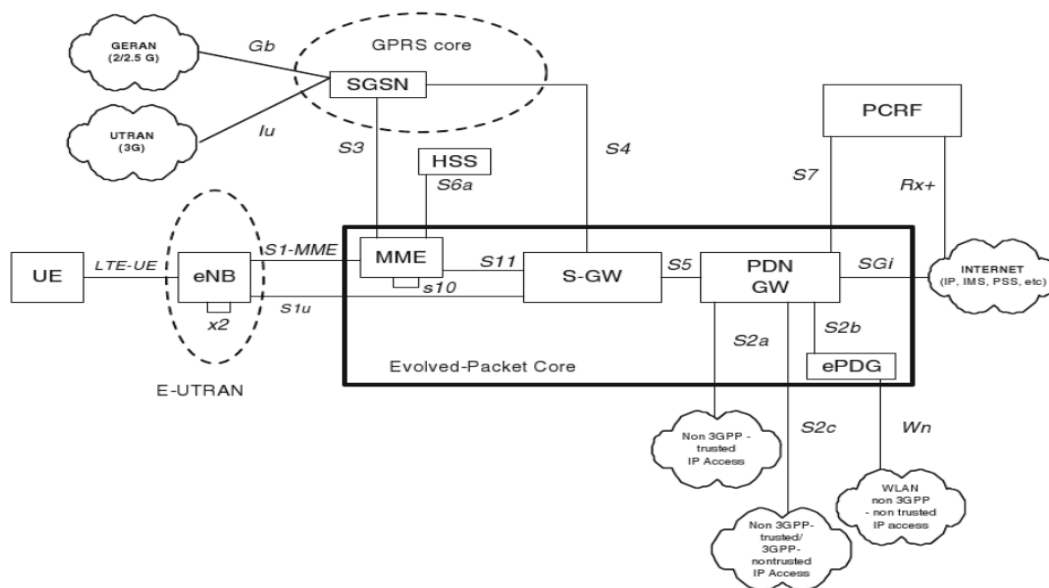 GERAN
(2/2.5 G)
Gb
GPRS core
SGSN
UTRAN
(3G)
Iu
S3
HSS
S6a
S4
PCRF
S7
Rx+
UE
LTE-UE
eNB
x2
S1-MME
S1u
MME
s10
S11
S-GW
S5
PDN
GW
SGi
INTERNET
(IP, IMS, PSS, etc)
E-UTRAN
Evolved-Packet Core
S2a
S2b
ePDG
S2c
Wn
Non 3GPP -
trusted
IP Access
Non 3GPP-
trusted/
3GPP-
nontrusted
IP Access
WLAN
non 3GPP
- non trusted
IP access